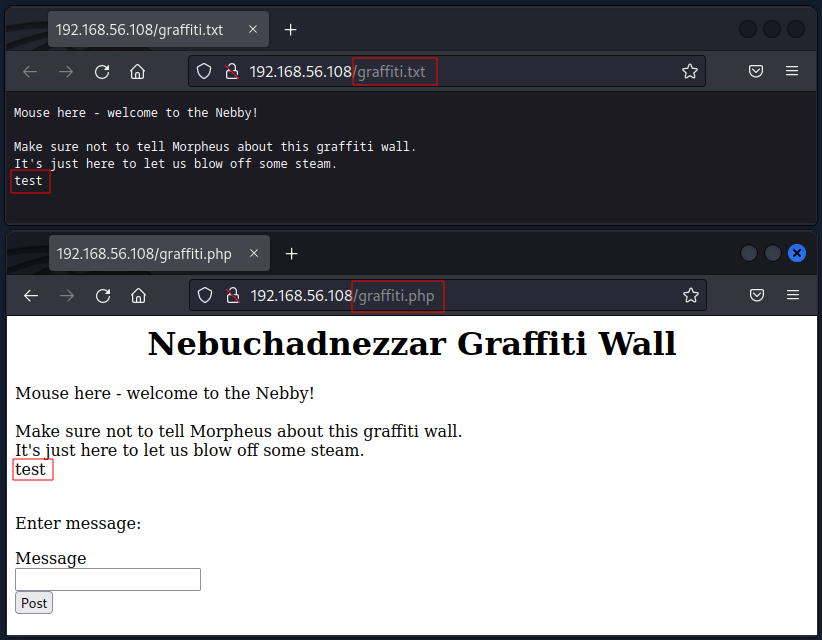 192.168.56.108/graffiti.txt
192.168.56.108/graffiti.txt
Mouse here - welcome to the Nebby!
Make sure not to tell Morpheus about this graffiti wall.
It's just here to let us blow off some steam.
test
192.168.56.108/graffiti.php
192.168.56.108/graffiti.php
Nebuchadnezzar Graffiti Wall
Mouse here - welcome to the Nebby!
Make sure not to tell Morpheus about this graffiti wall.
It's just here to let us blow off some steam.
test
Enter message:
Message
Post